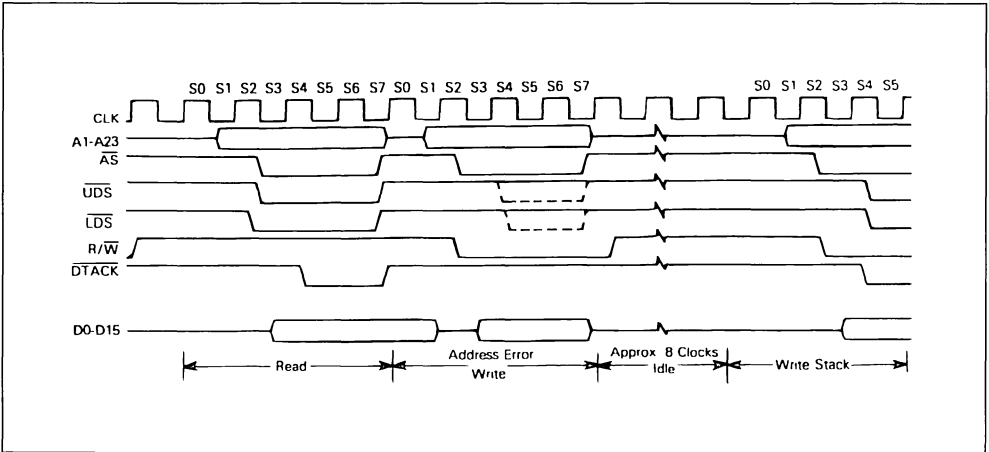 S0 S1 S2 S3 S4 S5 S6 S7 S0 S1 S2 S3 S4 S5 S6 S7 S0 S1 S2 S3 S4 S5
CLK
A1-A23
AS
UDS
LDS
R/W
DTACK
D0-D15
Read
Address Error
Write
Approx 8 Clocks
Idle
Write Stack